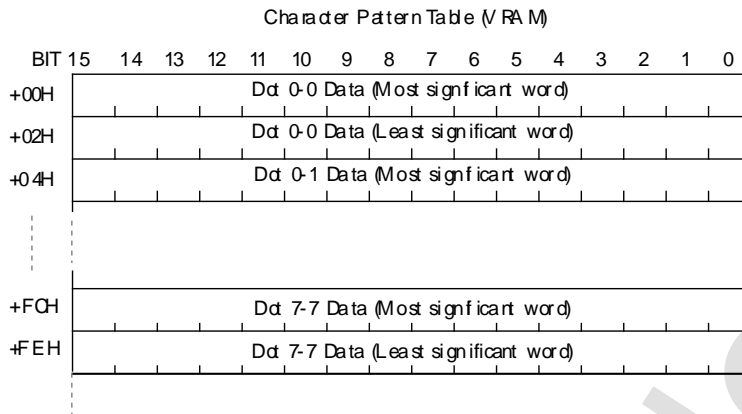 Character Pattern Table (VRAM)
BIT 15 14 13 12 11 10 9 8 7 6 5 4 3 2 1 0
+00H Dot 0-0 Data (Most signficant word)
+02H Dot 0-0 Data (Least significant word)
+04H Dot 0-1 Data (Most signficant word)
+FCH Dot 7-7 Data (Most signficant word)
+FEH Dot 7-7 Data (Least significant word)